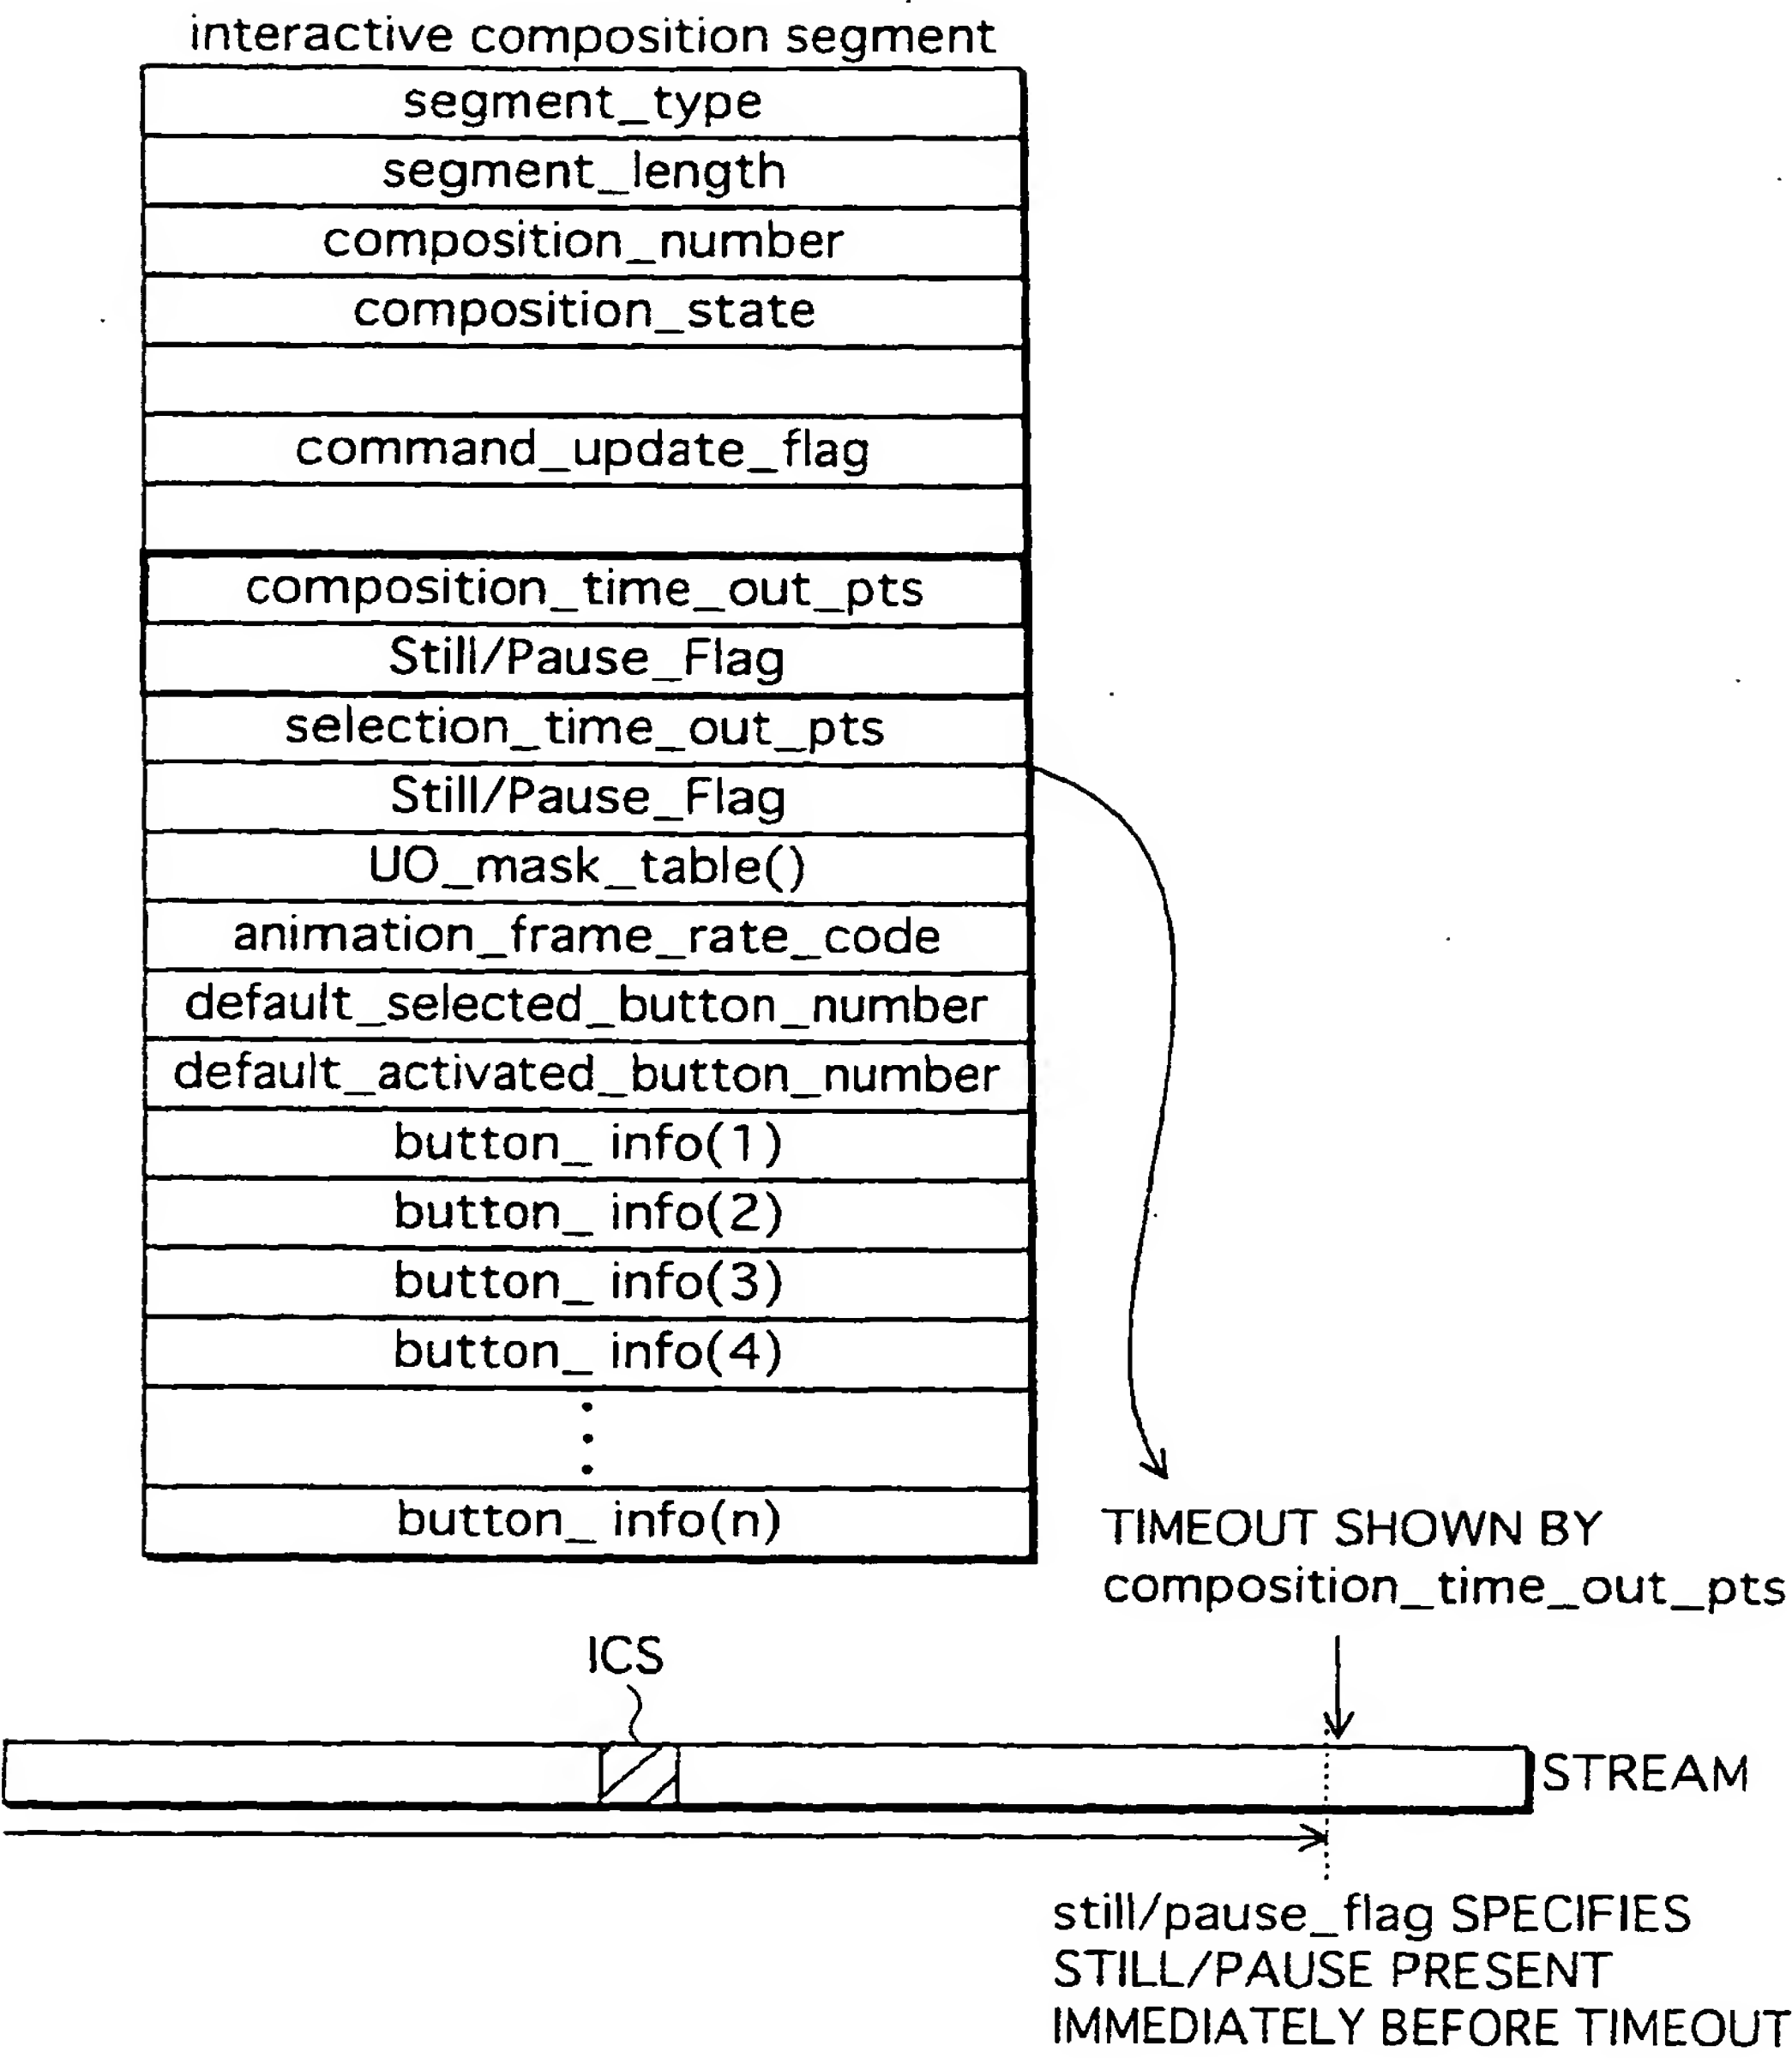 interactive composition segment
segment_type
segment_length
composition_number
composition_state
command_update_flag
composition_time_out_pts
Still/Pause_Flag
selection_time_out_pts
Still/Pause_Flag
UO_mask_table()
animation_frame_rate_code
default_selected_button_number
default_activated_button_number
button_ info(1)
button_ info(2)
button_ info(3)
button_ info(4)
button_ info(n)
TIMEOUT SHOWN BY
composition_time_out_pts
ICS
STREAM
still/pause_flag SPECIFIES
STILL/PAUSE PRESENT
IMMEDIATELY BEFORE TIMEOUT